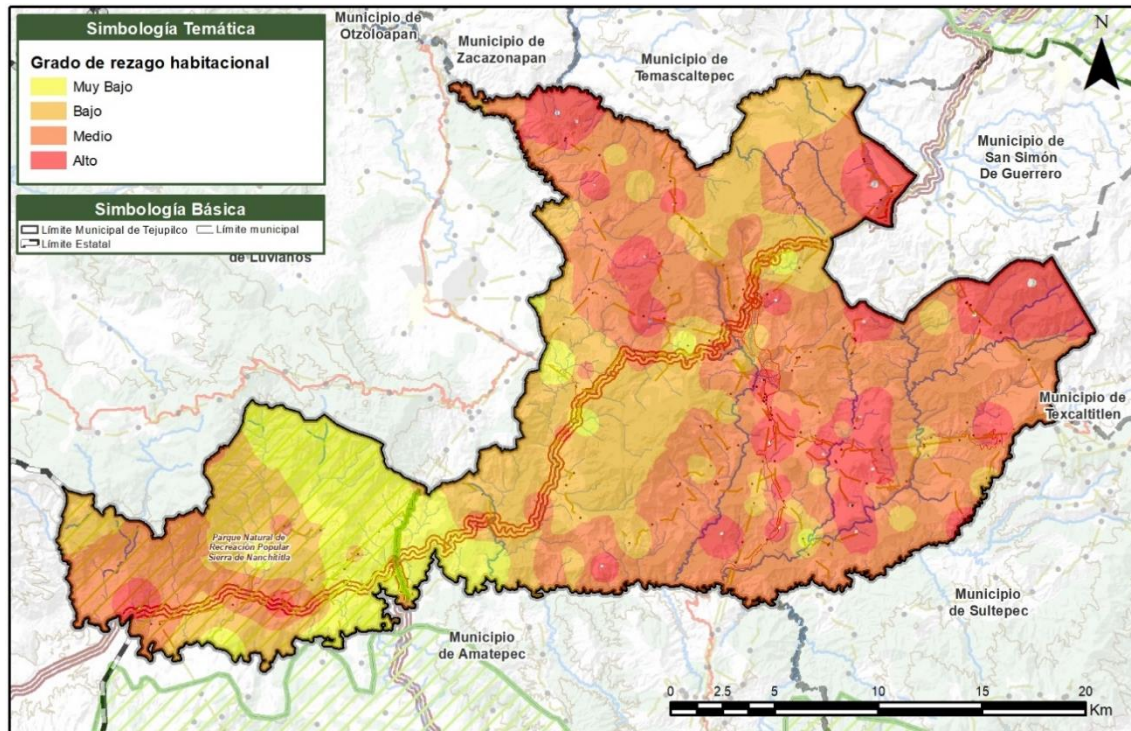 Simbología Temática
Grado de rezago habitacional
Muy Bajo
Bajo
Medio
Alto
Simbología Básica
Límite Municipal de Tejupilco
Límite municipal
Límite Estatal
de Luvianos
Municipio de
Otzoloapan
Municipio de
Zacazonapan
Municipio de
Temascaltepec
N
Municipio de
San Simón
De Guerrero
Municipio de
Texcaltitlen
Parque Natural de
Recreación Popular
Sierra de Nanchititla
Municipio
de Amatepec
Municipio
de Sultepec
0 2.5 5 10 15 20
Km